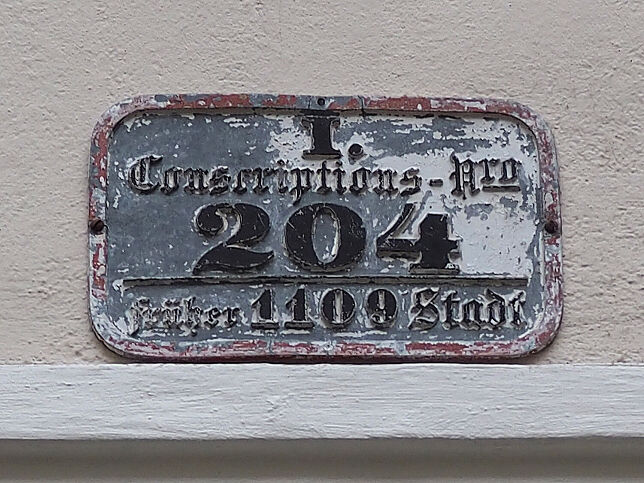 I.
Conscriptions-Nro
204
früher 1109 Stadt